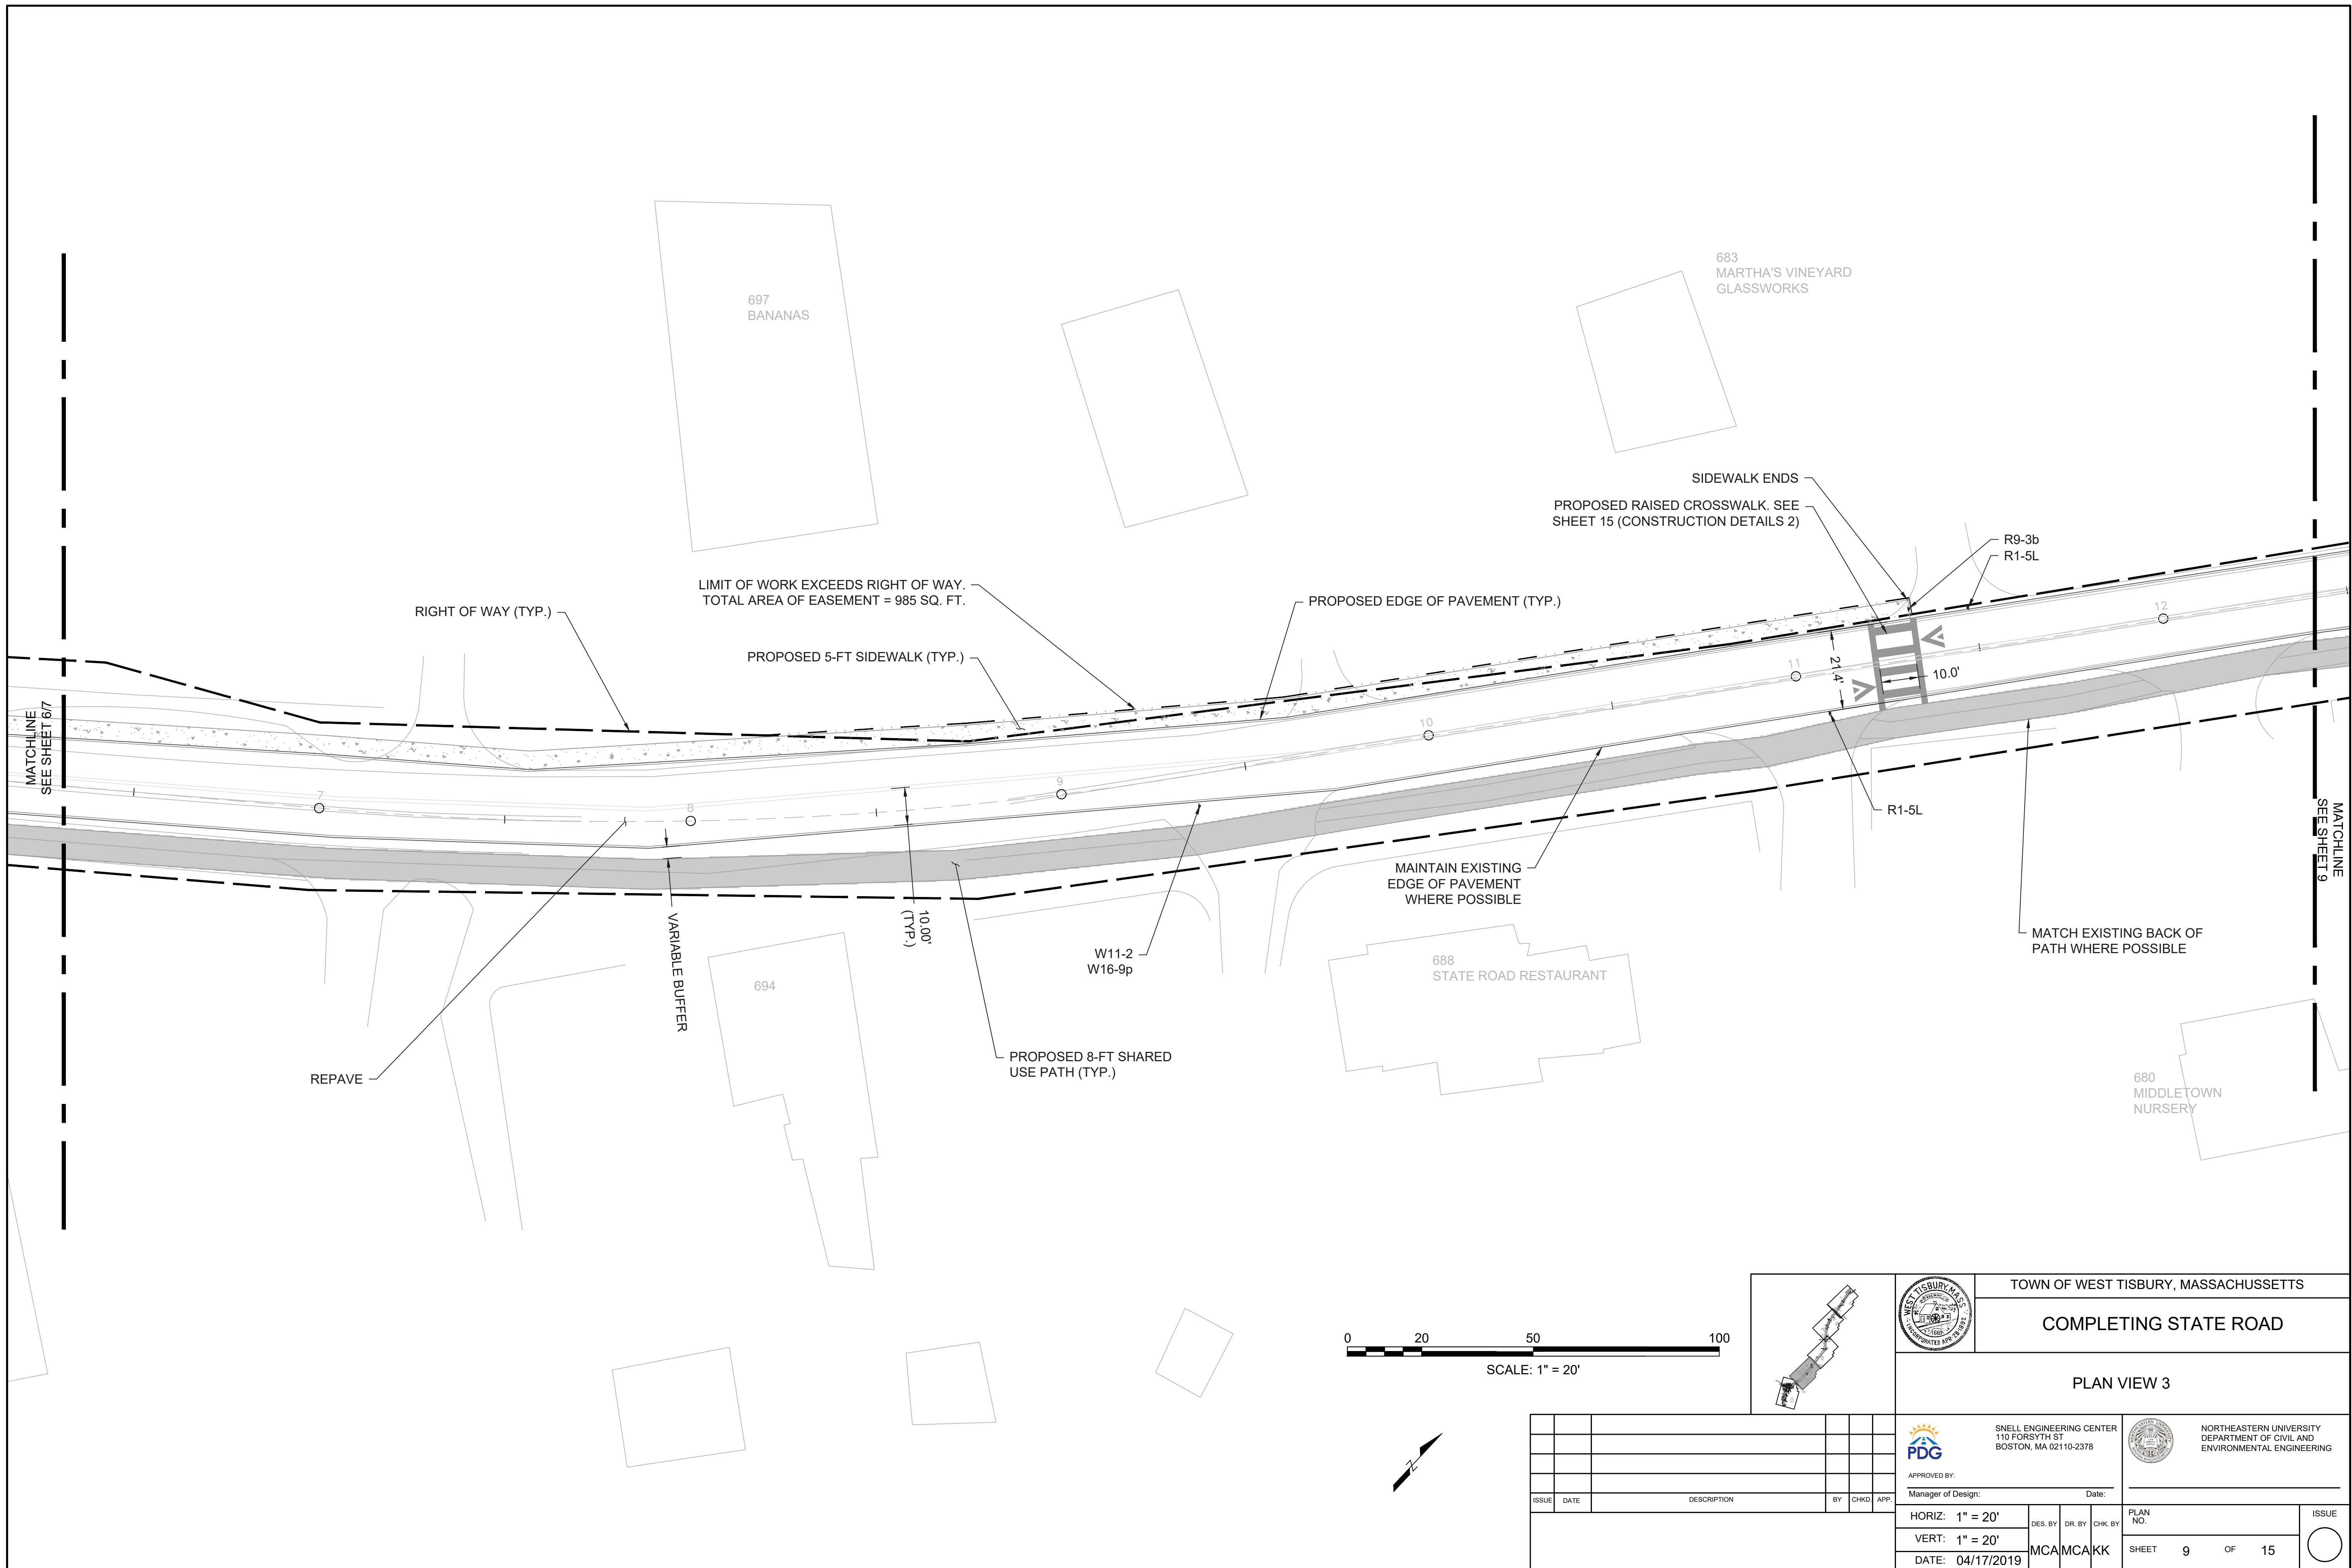 697
BANANAS
683
MARTHA'S VINEYARD
GLASSWORKS
SIDEWALK ENDS
PROPOSED RAISED CROSSWALK. SEE
SHEET 15 (CONSTRUCTION DETAILS 2)
R9-3b
R1-5L
LIMIT OF WORK EXCEEDS RIGHT OF WAY.
TOTAL AREA OF EASEMENT = 985 SQ. FT.
RIGHT OF WAY (TYP.)
PROPOSED EDGE OF PAVEMENT (TYP.)
PROPOSED 5-FT SIDEWALK (TYP.)
MATCHLINE
SEE SHEET 6/7
7
8
9
10
11
12
21.4'
10.0'
R1-5L
MATCHLINE
SEE SHEET 9
MAINTAIN EXISTING
EDGE OF PAVEMENT
WHERE POSSIBLE
VARIABLE BUFFER
10.00'
(TYP.)
W11-2
W16-9p
MATCH EXISTING BACK OF
PATH WHERE POSSIBLE
694
688
STATE ROAD RESTAURANT
REPAVE
PROPOSED 8-FT SHARED
USE PATH (TYP.)
680
MIDDLETOWN
NURSERY
0 20 50 100
SCALE: 1" = 20'
N
WEST TISBURY, MASS
INCORPORATED APR. 28, 1892
TOWN OF WEST TISBURY, MASSACHUSSETTS
COMPLETING STATE ROAD
PLAN VIEW 3
PDG
SNELL ENGINEERING CENTER
110 FORSYTH ST
BOSTON, MA 02110-2378
NORTHEASTERN UNIVERSITY
DEPARTMENT OF CIVIL AND
ENVIRONMENTAL ENGINEERING
APPROVED BY:
Manager of Design: Date:
ISSUE DATE DESCRIPTION BY CHKD. APP.
HORIZ: 1" = 20'
VERT: 1" = 20'
DATE: 04/17/2019
DES. BY DR. BY CHK. BY
MCA MCA KK
PLAN
NO.
SHEET 9 OF 15
ISSUE